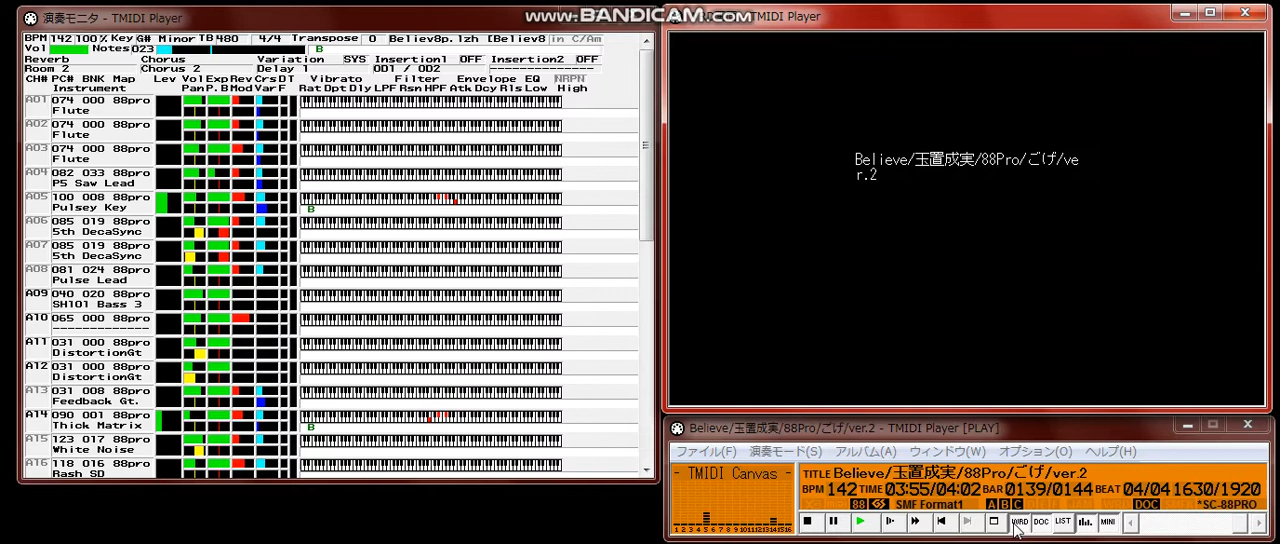 演奏モニタ - TMIDI Player
www.BANDICAM.com
TMIDI Player
BPM 142 100% Key G# Minor TB 480 4/4 Transpose 0 Believ8p.lzh [Believ8 in C/Am
Vol Notes 023 B
Reverb Chorus Variation SYS Insertion1 OFF Insertion2 OFF
Room 2 Chorus 2 Delay 1 OD1 / OD2 ---------------
CH# PC# BNK Map Lev Vol Exp Rev Crs DT Vibrato Filter Envelope EQ NRPN
Instrument Pan P.B Mod Var F Rat Dpt Dly LPF Rsn HPF Atk Dcy Rls Low High
A01 074 000 88pro
Flute
A02 074 000 88pro
Flute
A03 074 000 88pro
Flute
A04 082 033 88pro
P5 Saw Lead
A05 100 008 88pro
Pulsey Key B
A06 085 019 88pro
5th DecaSync
A07 085 019 88pro
5th DecaSync
A08 081 024 88pro
Pulse Lead
A09 040 020 88pro
SH101 Bass 3
A10 065 000 88pro
------------
A11 031 000 88pro
DistortionGt
A12 031 000 88pro
DistortionGt
A13 031 008 88pro
Feedback Gt.
A14 090 001 88pro
Thick Matrix B
A15 123 017 88pro
White Noise
A16 118 016 88pro
Rash SD
Believe/玉置成実/88Pro/ごげ/ve
r.2
Believe/玉置成実/88Pro/ごげ/ver.2 - TMIDI Player [PLAY]
ファイル(F) 演奏モード(S) アルバム(A) ウィンドウ(W) オプション(O) ヘルプ(H)
- TMIDI Canvas -
TITLE Believe/玉置成実/88Pro/ごげ/ver.2
BPM 142 TIME 03:55/04:02 BAR 0139/0144 BEAT 04/04 1630/1920
88 GS SMF Format1 A B C DOC *SC-88PRO
1 2 3 4 5 6 7 8 9 10 11 12 13 14 15 16
WRD DOC LIST MINI